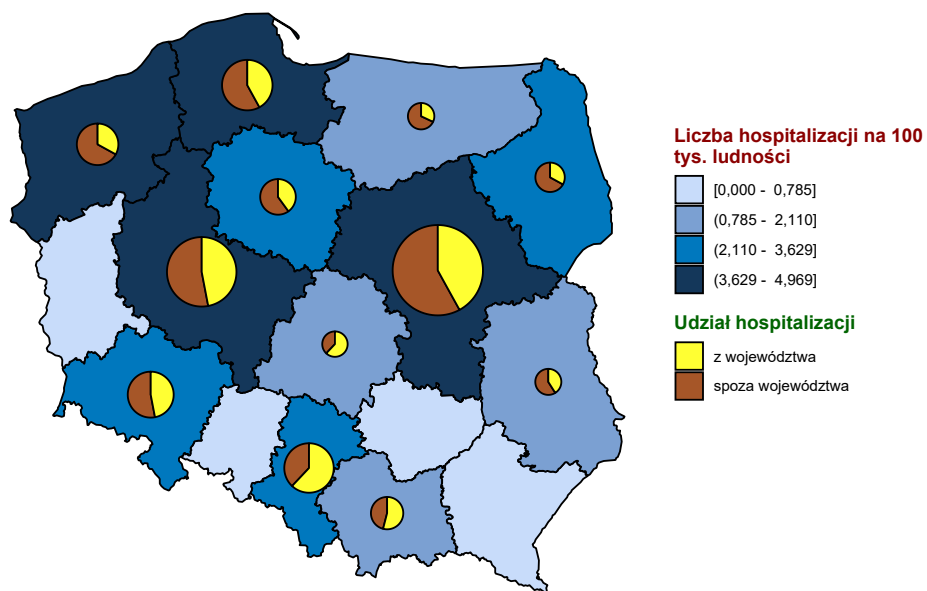 Liczba hospitalizacji na 100
tys. ludności
[0,000 - 0,785]
(0,785 - 2,110]
(2,110 - 3,629]
(3,629 - 4,969]
Udział hospitalizacji
z województwa
spoza województwa